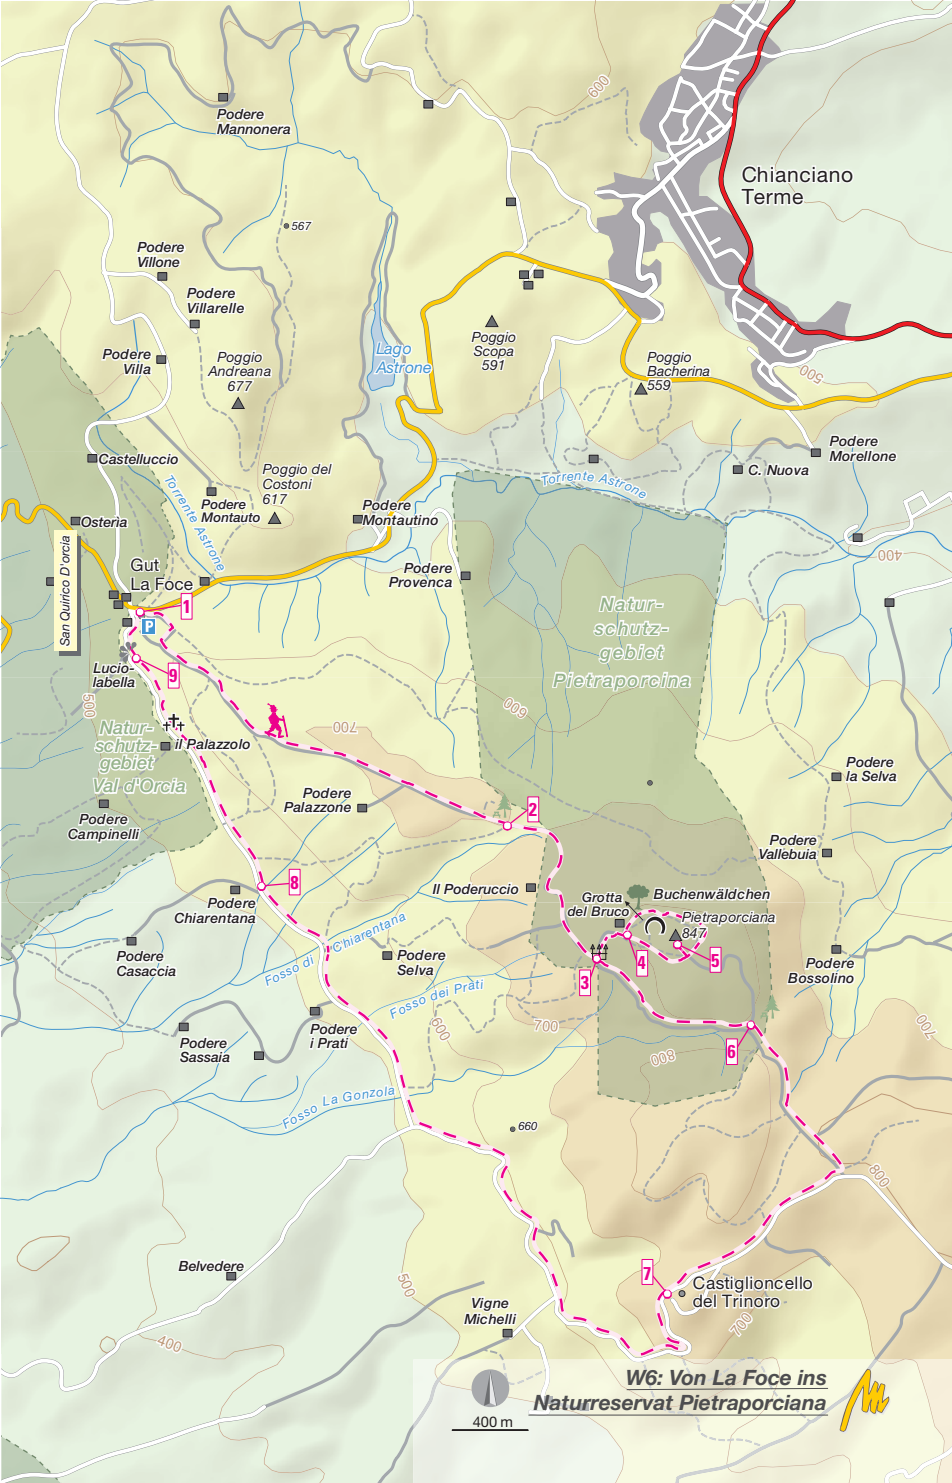 600
Podere
Mannonera
Chianciano
Terme
567
Podere
Villone
Podere
Villarelle
Poggio
Scopa
591
Lago
Astrone
Podere
Villa
Poggio
Andreana
677
Poggio
Bacherina
559
500
Podere
Morellone
Castelluccio
Poggio del
Costoni
617
C. Nuova
Torrente Astrone
Torrente Astrone
Podere
Montauto
Podere
Montautino
Osteria
San Quirico D'orcia
Gut
La Foce
Podere
Provenca
400
1
P
Natur-
schutz-
gebiet
Pietraporcina
Lucio-
labella
9
500
600
700
Natur-
schutz-
gebiet
Val d'Orcia
il Palazzolo
Podere
la Selva
Podere
Palazzone
2
Podere
Campinelli
Podere
Vallebuia
8
Il Poderuccio
Grotta
del Bruco
Buchenwäldchen
Pietraporciana
847
Podere
Chiarentana
Fosso di Chiarentana
Podere
Casaccia
Podere
Selva
3
4
5
Podere
Bossolino
Fosso dei Prati
Podere
i Prati
Podere
Sassaia
600
700
800
6
700
Fosso La Gonzola
660
800
Belvedere
500
7
Castiglioncello
del Trinoro
Vigne
Michelli
700
400
W6: Von La Foce ins
Naturreservat Pietraporciana
400 m